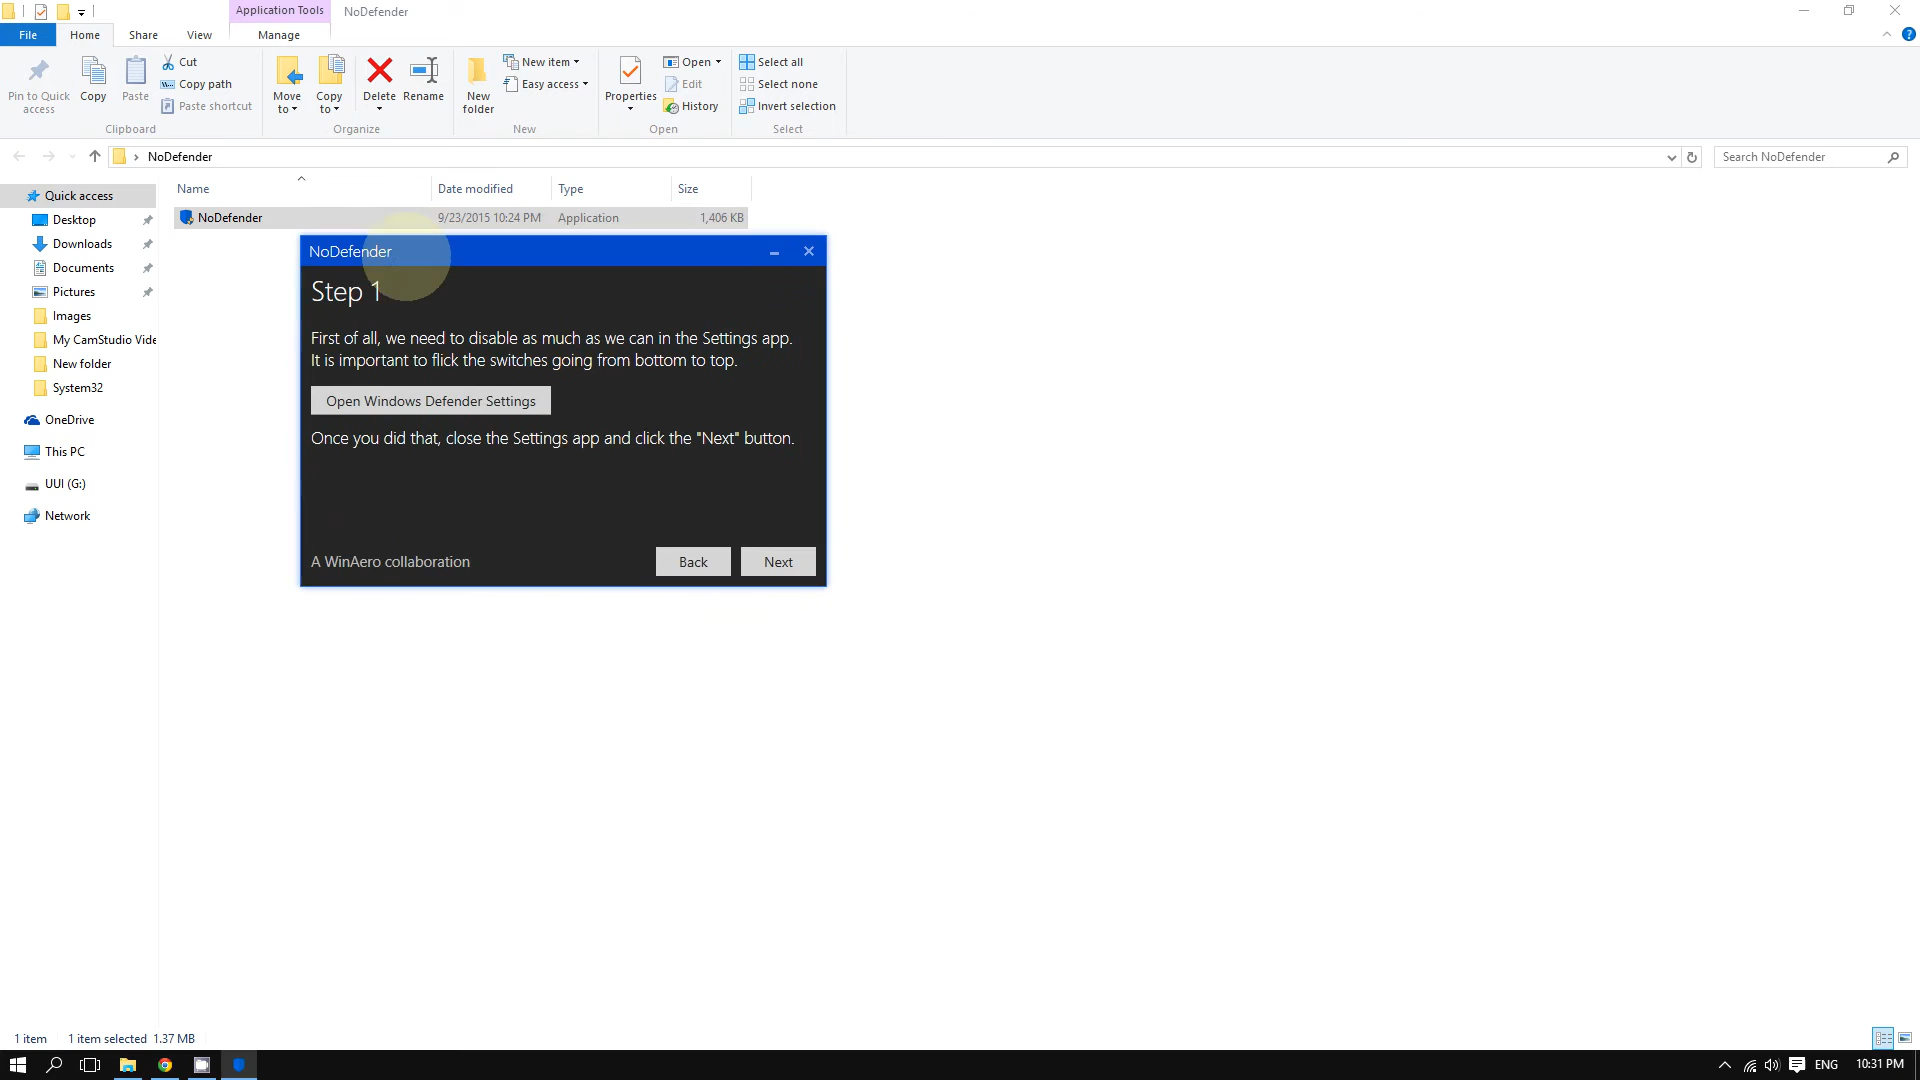 Application Tools
NoDefender
File
Home
Share
View
Manage
Pin to Quick
access
Copy
Paste
Cut
Copy path
Paste shortcut
Clipboard
Move
to
Copy
to
Delete
Rename
Organize
New
folder
New item
Easy access
New
Properties
Open
Edit
History
Open
Select all
Select none
Invert selection
Select
NoDefender
Search NoDefender
Name
Date modified
Type
Size
NoDefender
9/23/2015 10:24 PM
Application
1,406 KB
Quick access
Desktop
Downloads
Documents
Pictures
Images
My CamStudio Vide
New folder
System32
OneDrive
This PC
UUI (G:)
Network
NoDefender
Step 1
First of all, we need to disable as much as we can in the Settings app.
It is important to flick the switches going from bottom to top.
Open Windows Defender Settings
Once you did that, close the Settings app and click the "Next" button.
A WinAero collaboration
Back
Next
1 item
1 item selected 1.37 MB
ENG
10:31 PM